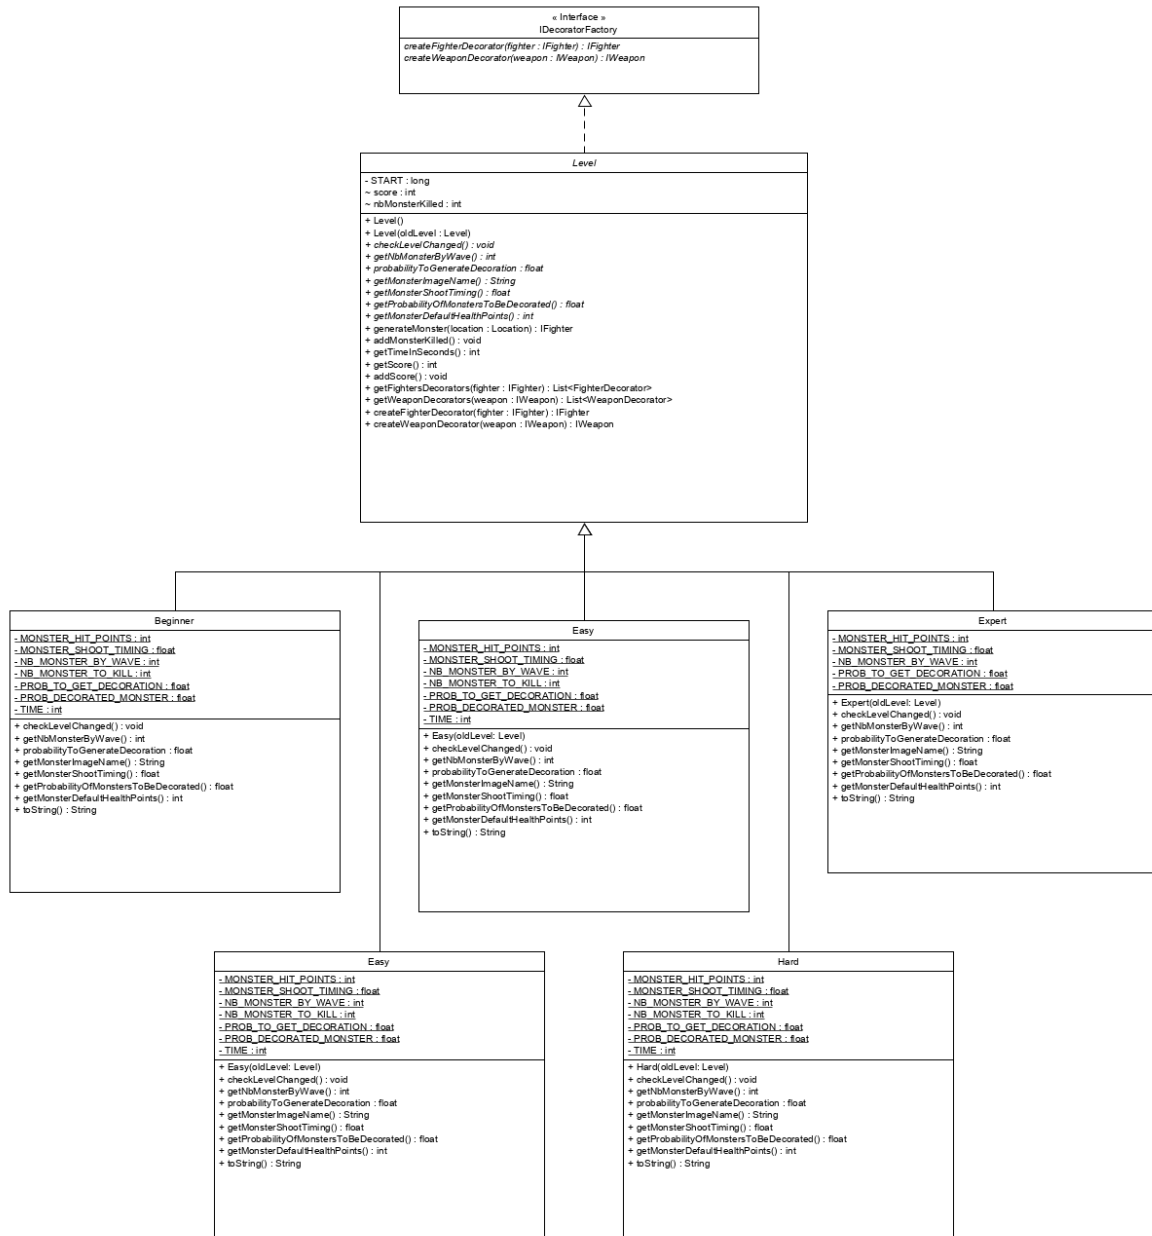 « Interface »
IDecoratorFactory
createFighterDecorator(fighter : IFighter) : IFighter
createWeaponDecorator(weapon : IWeapon) : IWeapon
Level
- START : long
~ score : int
~ nbMonsterKilled : int
+ Level()
+ Level(oldLevel : Level)
+ checkLevelChanged() : void
+ getNbMonsterByWave() : int
+ probabilityToGenerateDecoration : float
+ getMonsterImageName() : String
+ getMonsterShootTiming() : float
+ getProbabilityOfMonstersToBeDecorated() : float
+ getMonsterDefaultHealthPoints() : int
+ generateMonster(location : Location) : IFighter
+ addMonsterKilled() : void
+ getTimeInSeconds() : int
+ getScore() : int
+ addScore() : void
+ getFightersDecorators(fighter : IFighter) : List<FighterDecorator>
+ getWeaponDecorators(weapon : IWeapon) : List<WeaponDecorator>
+ createFighterDecorator(fighter : IFighter) : IFighter
+ createWeaponDecorator(weapon : IWeapon) : IWeapon
Beginner
- MONSTER_HIT_POINTS : int
- MONSTER_SHOOT_TIMING : float
- NB_MONSTER_BY_WAVE : int
- NB_MONSTER_TO_KILL : int
- PROB_TO_GET_DECORATION : float
- PROB_DECORATED_MONSTER : float
- TIME : int
+ checkLevelChanged() : void
+ getNbMonsterByWave() : int
+ probabilityToGenerateDecoration : float
+ getMonsterImageName() : String
+ getMonsterShootTiming() : float
+ getProbabilityOfMonstersToBeDecorated() : float
+ getMonsterDefaultHealthPoints() : int
+ toString() : String
Easy
- MONSTER_HIT_POINTS : int
- MONSTER_SHOOT_TIMING : float
- NB_MONSTER_BY_WAVE : int
- NB_MONSTER_TO_KILL : int
- PROB_TO_GET_DECORATION : float
- PROB_DECORATED_MONSTER : float
- TIME : int
+ Easy(oldLevel: Level)
+ checkLevelChanged() : void
+ getNbMonsterByWave() : int
+ probabilityToGenerateDecoration : float
+ getMonsterImageName() : String
+ getMonsterShootTiming() : float
+ getProbabilityOfMonstersToBeDecorated() : float
+ getMonsterDefaultHealthPoints() : int
+ toString() : String
Expert
- MONSTER_HIT_POINTS : int
- MONSTER_SHOOT_TIMING : float
- NB_MONSTER_BY_WAVE : int
- PROB_TO_GET_DECORATION : float
- PROB_DECORATED_MONSTER : float
+ Expert(oldLevel: Level)
+ checkLevelChanged() : void
+ getNbMonsterByWave() : int
+ probabilityToGenerateDecoration : float
+ getMonsterImageName() : String
+ getMonsterShootTiming() : float
+ getProbabilityOfMonstersToBeDecorated() : float
+ getMonsterDefaultHealthPoints() : int
+ toString() : String
Easy
- MONSTER_HIT_POINTS : int
- MONSTER_SHOOT_TIMING : float
- NB_MONSTER_BY_WAVE : int
- NB_MONSTER_TO_KILL : int
- PROB_TO_GET_DECORATION : float
- PROB_DECORATED_MONSTER : float
- TIME : int
+ Easy(oldLevel: Level)
+ checkLevelChanged() : void
+ getNbMonsterByWave() : int
+ probabilityToGenerateDecoration : float
+ getMonsterImageName() : String
+ getMonsterShootTiming() : float
+ getProbabilityOfMonstersToBeDecorated() : float
+ getMonsterDefaultHealthPoints() : int
+ toString() : String
Hard
- MONSTER_HIT_POINTS : int
- MONSTER_SHOOT_TIMING : float
- NB_MONSTER_BY_WAVE : int
- NB_MONSTER_TO_KILL : int
- PROB_TO_GET_DECORATION : float
- PROB_DECORATED_MONSTER : float
- TIME : int
+ Hard(oldLevel: Level)
+ checkLevelChanged() : void
+ getNbMonsterByWave() : int
+ probabilityToGenerateDecoration : float
+ getMonsterImageName() : String
+ getMonsterShootTiming() : float
+ getProbabilityOfMonstersToBeDecorated() : float
+ getMonsterDefaultHealthPoints() : int
+ toString() : String